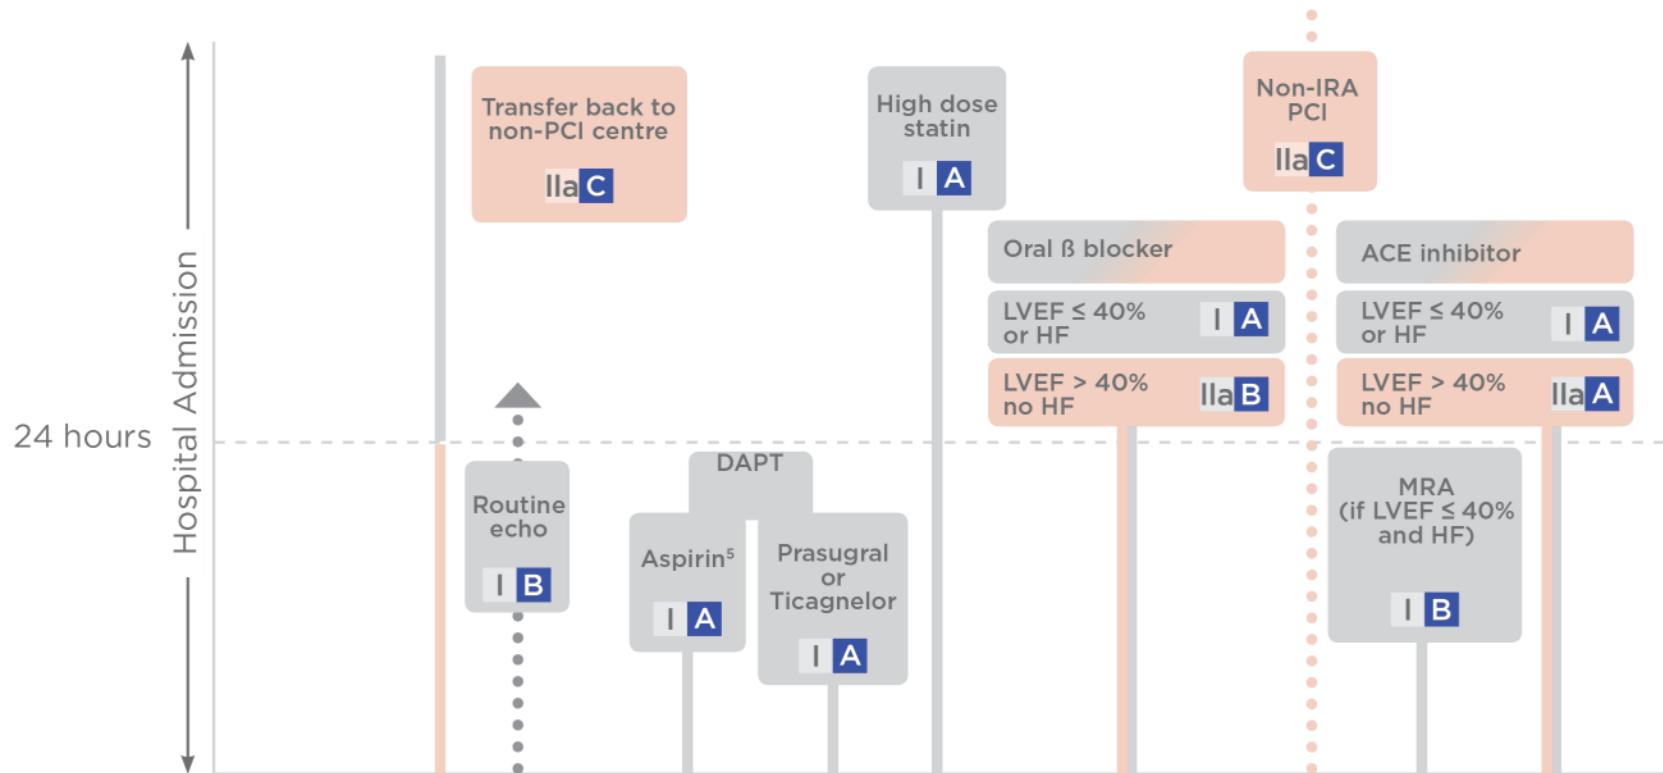 24 hours
Hospital Admission
Transfer back to
non-PCI centre
IIa C
Routine
echo
I B
DAPT
Aspirin⁵
I A
Prasugral
or
Ticagnelor
I A
High dose
statin
I A
Oral ß blocker
LVEF ≤ 40%
or HF
I A
LVEF > 40%
no HF
IIa B
Non-IRA
PCI
IIa C
ACE inhibitor
LVEF ≤ 40%
or HF
I A
LVEF > 40%
no HF
IIa A
MRA
(if LVEF ≤ 40%
and HF)
I B